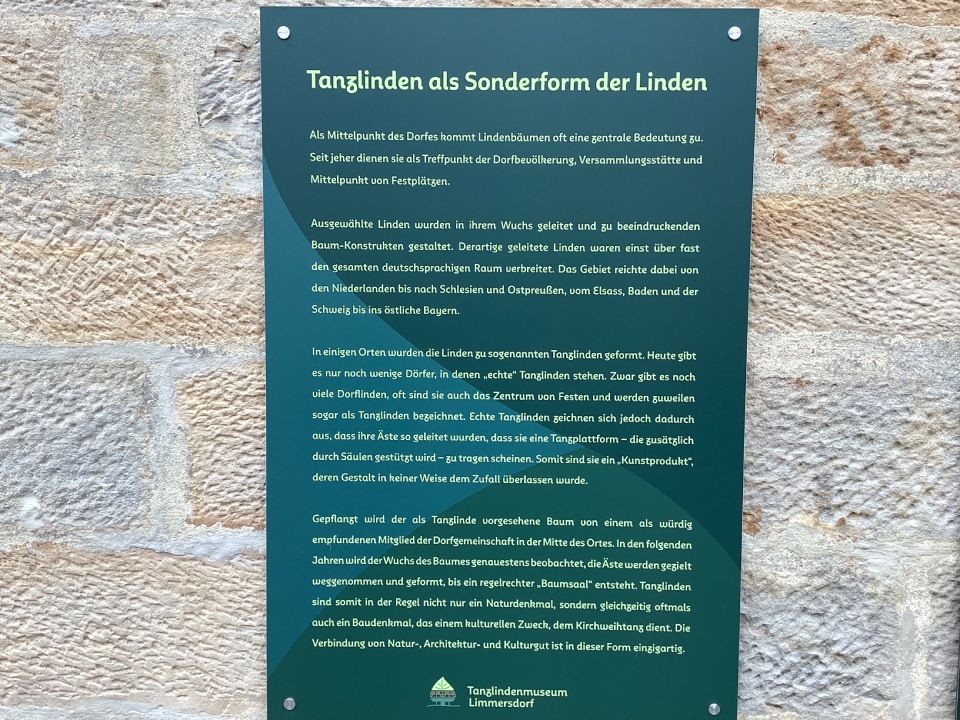 Tanzlinden als Sonderform der Linden
Als Mittelpunkt des Dorfes kommt Lindenbäumen oft eine zentrale Bedeutung zu.
Seit jeher dienen sie als Treffpunkt der Dorfbevölkerung, Versammlungsstätte und
Mittelpunkt von Festplätzen.
Ausgewählte Linden wurden in ihrem Wuchs geleitet und zu beeindruckenden
Baum-Konstrukten gestaltet. Derartige geleitete Linden waren einst über fast
den gesamten deutschsprachigen Raum verbreitet. Das Gebiet reichte dabei von
den Niederlanden bis nach Schlesien und Ostpreußen, vom Elsass, Baden und der
Schweiz bis ins östliche Bayern.
In einigen Orten wurden die Linden zu sogenannten Tanzlinden geformt. Heute gibt
es nur noch wenige Dörfer, in denen „echte“ Tanzlinden stehen. Zwar gibt es noch
viele Dorflinden, oft sind sie auch das Zentrum von Festen und werden zuweilen
sogar als Tanzlinden bezeichnet. Echte Tanzlinden zeichnen sich jedoch dadurch
aus, dass ihre Äste so geleitet wurden, dass sie eine Tanzplattform – die zusätzlich
durch Säulen gestützt wird – zu tragen scheinen. Somit sind sie ein „Kunstprodukt“,
deren Gestalt in keiner Weise dem Zufall überlassen wurde.
Gepflanzt wird der als Tanzlinde vorgesehene Baum von einem als würdig
empfundenen Mitglied der Dorfgemeinschaft in der Mitte des Ortes. In den folgenden
Jahren wird der Wuchs des Baumes genauestens beobachtet, die Äste werden gezielt
weggenommen und geformt, bis ein regelrechter „Baumsaal“ entsteht. Tanzlinden
sind somit in der Regel nicht nur ein Naturdenkmal, sondern gleichzeitig oftmals
auch ein Baudenkmal, das einem kulturellen Zweck, dem Kirchweihtanz dient. Die
Verbindung von Natur-, Architektur- und Kulturgut ist in dieser Form einzigartig.
Tanzlindenmuseum
Limmersdorf